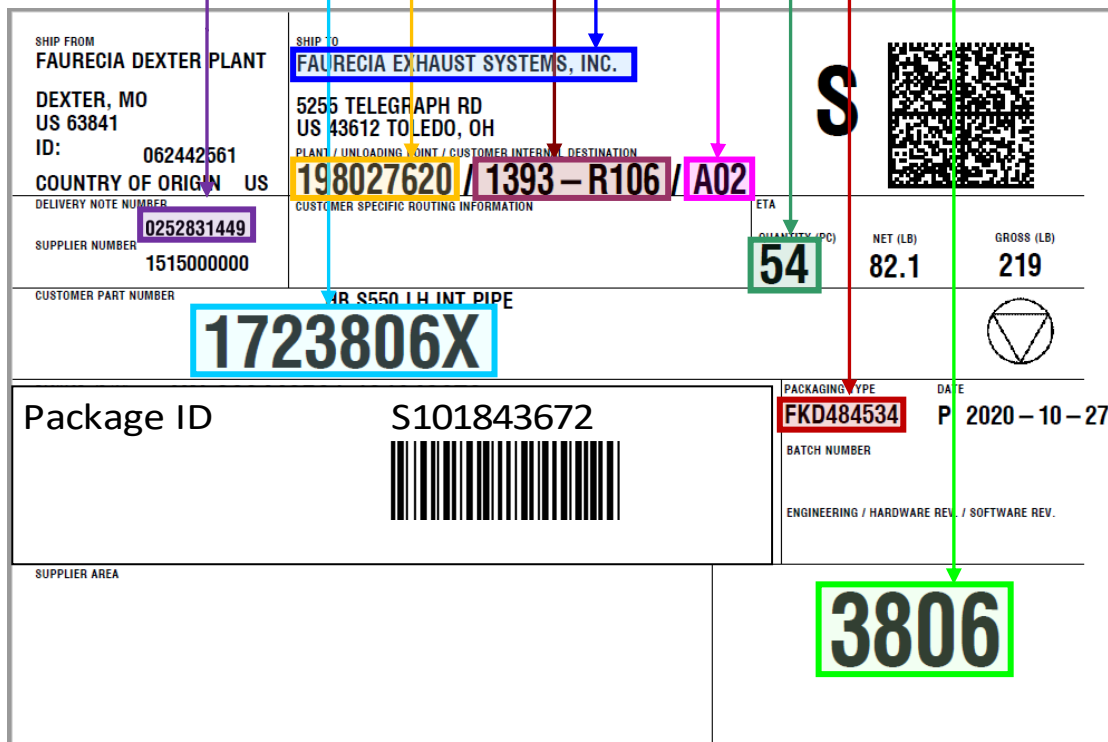 SHIP FROM
FAURECIA DEXTER PLANT
DEXTER, MO
US 63841
ID: 062442561
COUNTRY OF ORIGIN US
SHIP TO
FAURECIA EXHAUST SYSTEMS, INC.
5255 TELEGRAPH RD
US 43612 TOLEDO, OH
PLANT / UNLOADING POINT / CUSTOMER INTERNAL DESTINATION
198027620 / 1393 – R106 / A02
S
DELIVERY NOTE NUMBER
0252831449
SUPPLIER NUMBER
1515000000
CUSTOMER SPECIFIC ROUTING INFORMATION
ETA
QUANTITY (PC) NET (LB) GROSS (LB)
54 82.1 219
CUSTOMER PART NUMBER
S550 LH INT PIPE
1723806X
Package ID S101843672
PACKAGING TYPE DATE
FKD484534 P 2020 – 10 – 27
BATCH NUMBER
ENGINEERING / HARDWARE REV. / SOFTWARE REV.
SUPPLIER AREA
3806